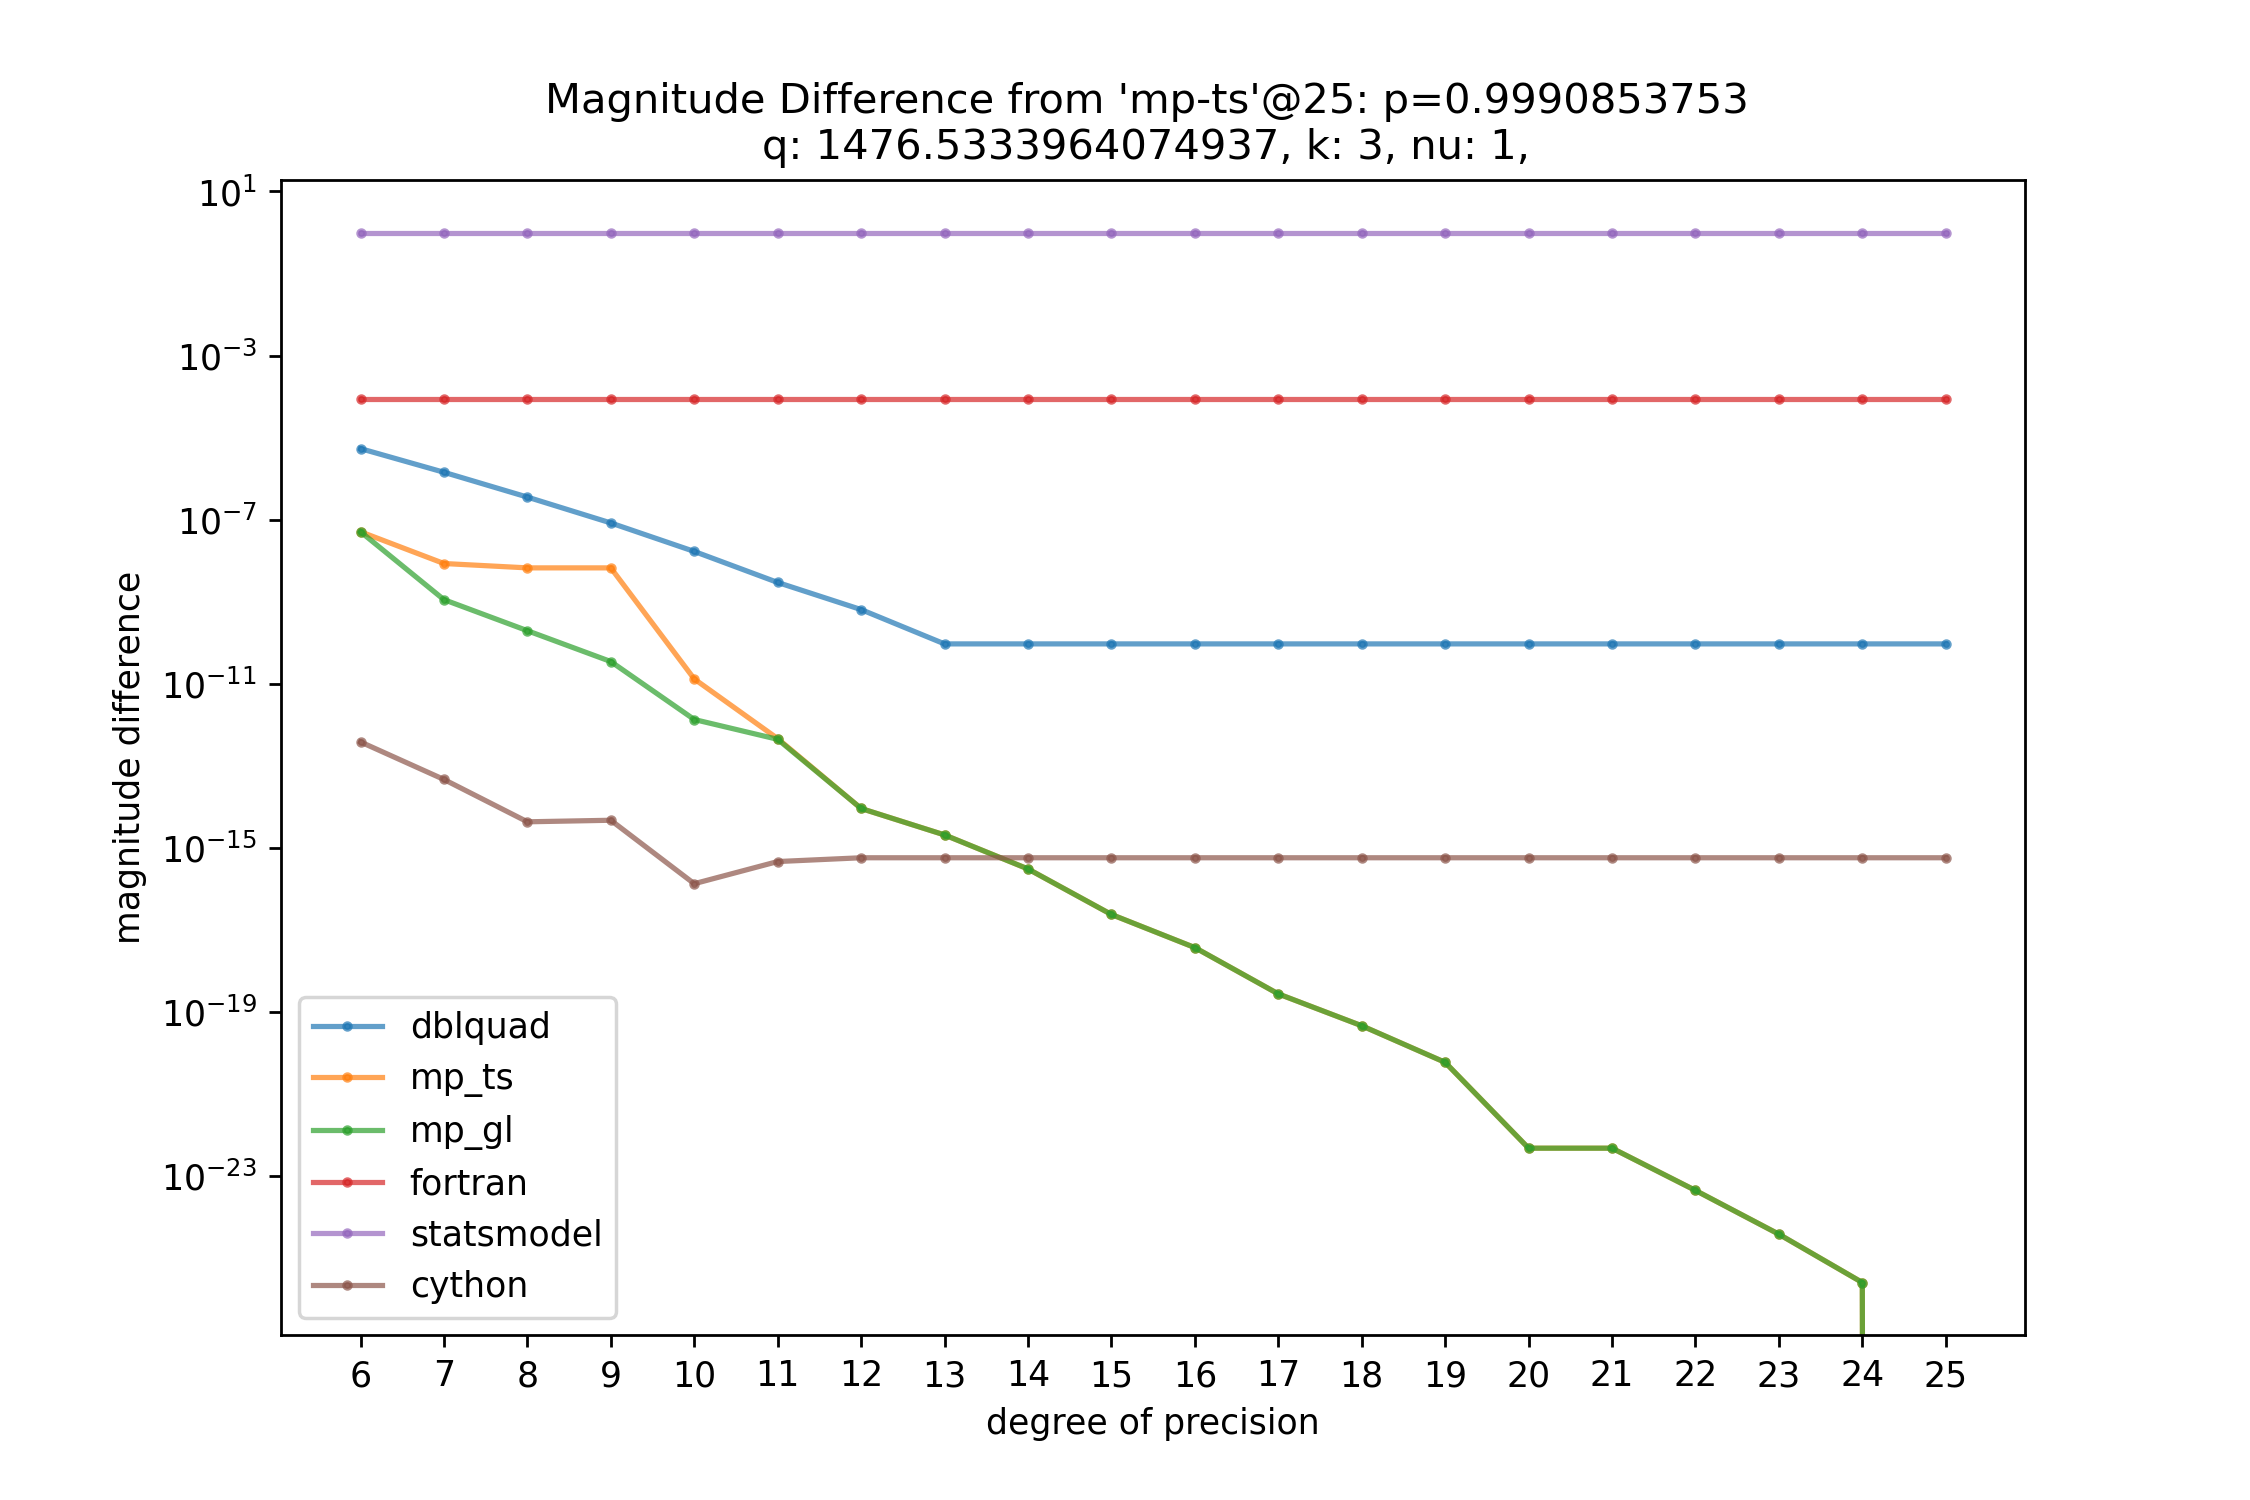 Magnitude Difference from 'mp-ts'@25: p=0.9990853753
q: 1476.5333964074937, k: 3, nu: 1,
10¹
10⁻³
10⁻⁷
10⁻¹¹
10⁻¹⁵
10⁻¹⁹
10⁻²³
magnitude difference
dblquad
mp_ts
mp_gl
fortran
statsmodel
cython
6 7 8 9 10 11 12 13 14 15 16 17 18 19 20 21 22 23 24 25
degree of precision